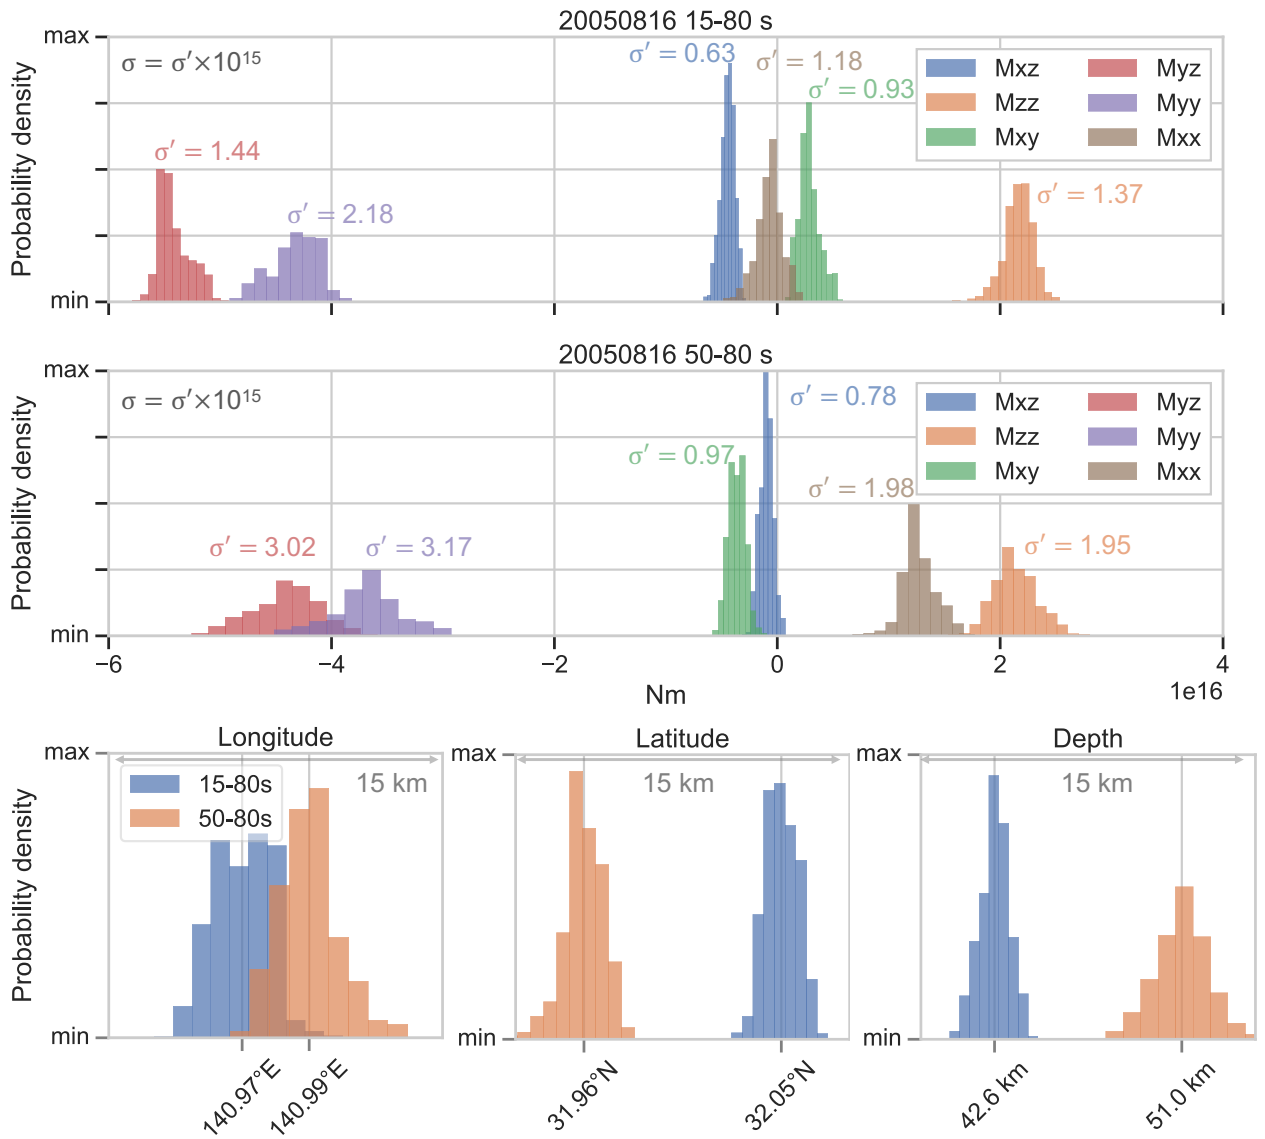 20050816 15-80 s
max
σ = σ′×10¹⁵
σ′ = 0.63
σ′ = 1.18
σ′ = 0.93
σ′ = 1.44
σ′ = 2.18
σ′ = 1.37
Mxz
Myz
Mzz
Myy
Mxy
Mxx
Probability density
min
20050816 50-80 s
max
σ = σ′×10¹⁵
σ′ = 0.78
σ′ = 0.97
σ′ = 1.98
σ′ = 3.02
σ′ = 3.17
σ′ = 1.95
Mxz
Myz
Mzz
Myy
Mxy
Mxx
Probability density
min
−6
−4
−2
0
2
4
Nm
1e16
Longitude
max
15-80s
50-80s
15 km
Probability density
min
140.97°E
140.99°E
Latitude
max
15 km
min
31.96°N
32.05°N
Depth
max
15 km
min
42.6 km
51.0 km